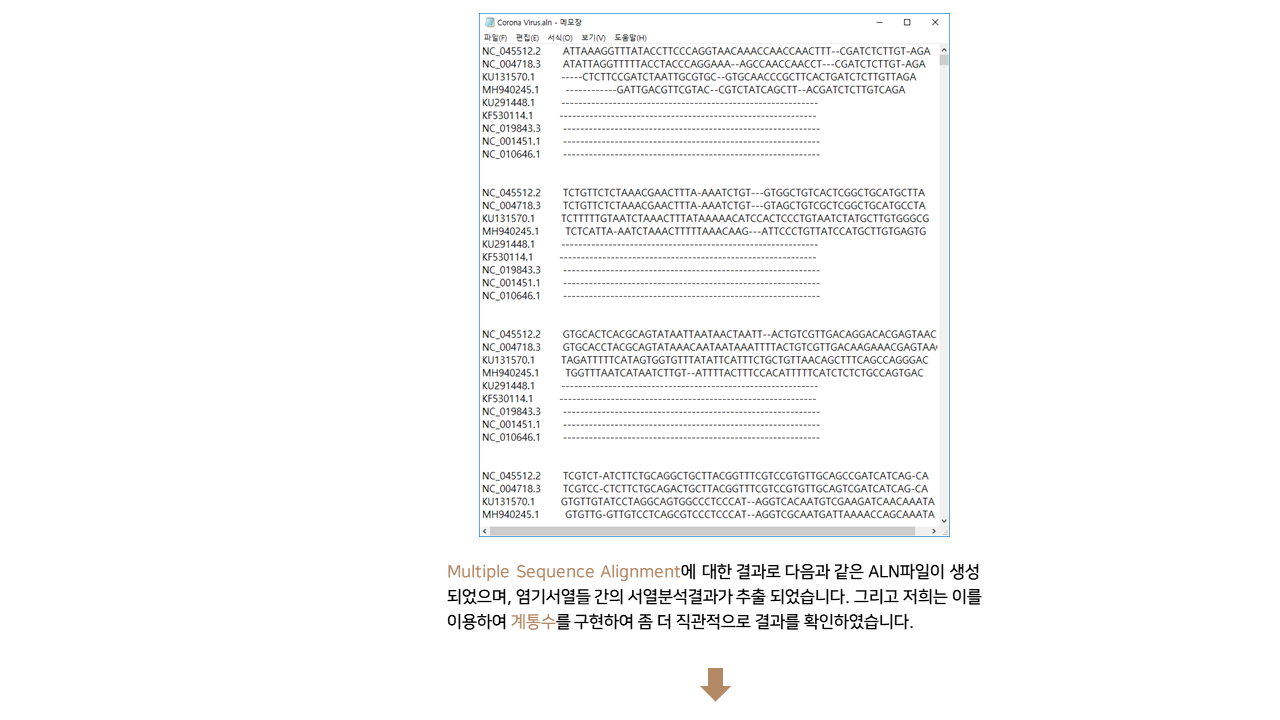 Corona Virus.aln - 메모장
파일(F) 편집(E) 서식(O) 보기(V) 도움말(H)
NC_045512.2 ATTAAAGGTTTATACCTTCCCAGGTAACAAACCAACCAACTTT--CGATCTCTTGT-AGA
NC_004718.3 ATATTAGGTTTTTACCTACCCAGGAAA--AGCCAACCAACCT---CGATCTCTTGT-AGA
KU131570.1 -----CTCTTCCGATCTAATTGCGTGC--GTGCAACCCGCTTCACTGATCTCTTGTTAGA
MH940245.1 ------------GATTGACGTTCGTAC--CGTCTATCAGCTT--ACGATCTCTTGTCAGA
KU291448.1 ------------------------------------------------------------
KF530114.1 ------------------------------------------------------------
NC_019843.3 ------------------------------------------------------------
NC_001451.1 ------------------------------------------------------------
NC_010646.1 ------------------------------------------------------------
NC_045512.2 TCTGTTCTCTAAACGAACTTTA-AAATCTGT---GTGGCTGTCACTCGGCTGCATGCTTA
NC_004718.3 TCTGTTCTCTAAACGAACTTTA-AAATCTGT---GTAGCTGTCGCTCGGCTGCATGCCTA
KU131570.1 TCTTTTTGTAATCTAAACTTTATAAAAACATCCACTCCCTGTAATCTATGCTTGTGGGCG
MH940245.1 TCTCATTA-AATCTAAACTTTTTAAACAAG---ATTCCCTGTTATCCATGCTTGTGAGTG
KU291448.1 ------------------------------------------------------------
KF530114.1 ------------------------------------------------------------
NC_019843.3 ------------------------------------------------------------
NC_001451.1 ------------------------------------------------------------
NC_010646.1 ------------------------------------------------------------
NC_045512.2 GTGCACTCACGCAGTATAATTAATAACTAATT--ACTGTCGTTGACAGGACACGAGTAAC
NC_004718.3 GTGCACCTACGCAGTATAAACAATAATAAATTTTACTGTCGTTGACAAGAAACGAGTAA
KU131570.1 TAGATTTTTCATAGTGGTGTTTATATTCATTTCTGCTGTTAACAGCTTTCAGCCAGGGAC
MH940245.1 TGGTTTAATCATAATCTTGT--ATTTTACTTTCCACATTTTTCATCTCTCTGCCAGTGAC
KU291448.1 ------------------------------------------------------------
KF530114.1 ------------------------------------------------------------
NC_019843.3 ------------------------------------------------------------
NC_001451.1 ------------------------------------------------------------
NC_010646.1 ------------------------------------------------------------
NC_045512.2 TCGTCT-ATCTTCTGCAGGCTGCTTACGGTTTCGTCCGTGTTGCAGCCGATCATCAG-CA
NC_004718.3 TCGTCC-CTCTTCTGCAGACTGCTTACGGTTTCGTCCGTGTTGCAGTCGATCATCAG-CA
KU131570.1 GTGTTGTATCCTAGGCAGTGGCCCTCCCAT--AGGTCACAATGTCGAAGATCAACAAATA
MH940245.1 GTGTTG-GTTGTCCTCAGCGTCCCTCCCAT--AGGTCGCAATGATTAAAACCAGCAAATA
Multiple Sequence Alignment에 대한 결과로 다음과 같은 ALN파일이 생성
되었으며, 염기서열들 간의 서열분석결과가 추출 되었습니다. 그리고 저희는 이를
이용하여 계통수를 구현하여 좀 더 직관적으로 결과를 확인하였습니다.